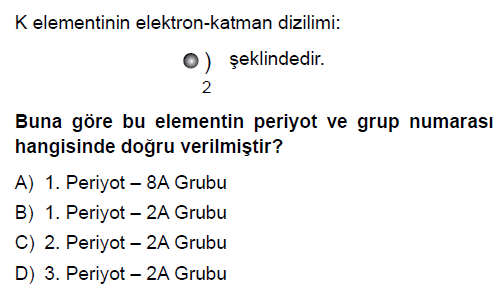 K elementinin elektron-katman dizilimi:
) şeklindedir.
2
Buna göre bu elementin periyot ve grup numarası
hangisinde doğru verilmiştir?
A) 1. Periyot – 8A Grubu
B) 1. Periyot – 2A Grubu
C) 2. Periyot – 2A Grubu
D) 3. Periyot – 2A Grubu